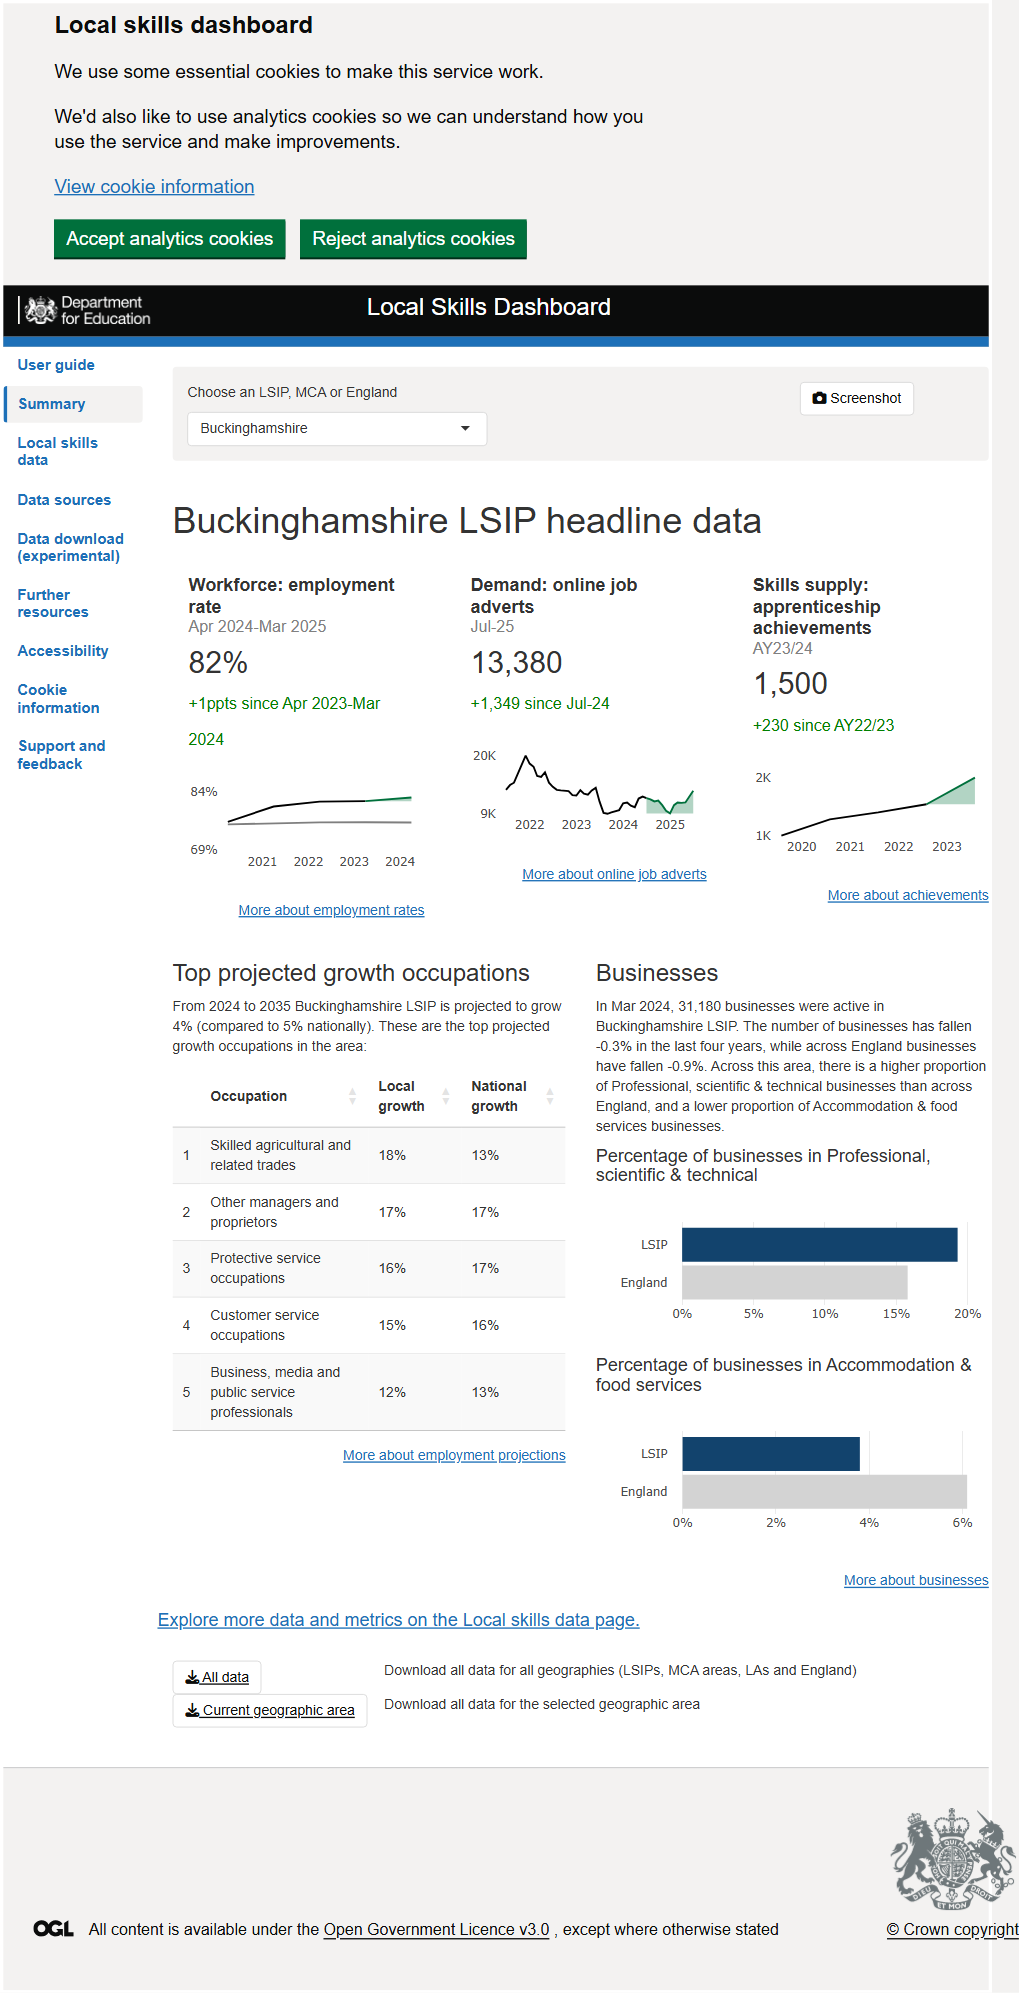 Local skills dashboard
We use some essential cookies to make this service work.
We'd also like to use analytics cookies so we can understand how you
use the service and make improvements.
View cookie information
Accept analytics cookies Reject analytics cookies
Department
for Education
Local Skills Dashboard
User guide
Summary
Local skills
data
Data sources
Data download
(experimental)
Further
resources
Accessibility
Cookie
information
Support and
feedback
Choose an LSIP, MCA or England
Buckinghamshire
Screenshot
Buckinghamshire LSIP headline data
Workforce: employment
rate
Apr 2024-Mar 2025
82%
+1ppts since Apr 2023-Mar
2024
84%
69%
2021 2022 2023 2024
More about employment rates
Demand: online job
adverts
Jul-25
13,380
+1,349 since Jul-24
20K
9K
2022 2023 2024 2025
More about online job adverts
Skills supply:
apprenticeship
achievements
AY23/24
1,500
+230 since AY22/23
2K
1K
2020 2021 2022 2023
More about achievements
Top projected growth occupations
From 2024 to 2035 Buckinghamshire LSIP is projected to grow
4% (compared to 5% nationally). These are the top projected
growth occupations in the area:
Occupation Local growth National growth
1 Skilled agricultural and related trades 18% 13%
2 Other managers and proprietors 17% 17%
3 Protective service occupations 16% 17%
4 Customer service occupations 15% 16%
5 Business, media and public service professionals 12% 13%
More about employment projections
Businesses
In Mar 2024, 31,180 businesses were active in
Buckinghamshire LSIP. The number of businesses has fallen
-0.3% in the last four years, while across England businesses
have fallen -0.9%. Across this area, there is a higher proportion
of Professional, scientific & technical businesses than across
England, and a lower proportion of Accommodation & food
services businesses.
Percentage of businesses in Professional,
scientific & technical
LSIP
England
0% 5% 10% 15% 20%
Percentage of businesses in Accommodation &
food services
LSIP
England
0% 2% 4% 6%
More about businesses
Explore more data and metrics on the Local skills data page.
All data Download all data for all geographies (LSIPs, MCA areas, LAs and England)
Current geographic area Download all data for the selected geographic area
OGL All content is available under the Open Government Licence v3.0 , except where otherwise stated
© Crown copyright